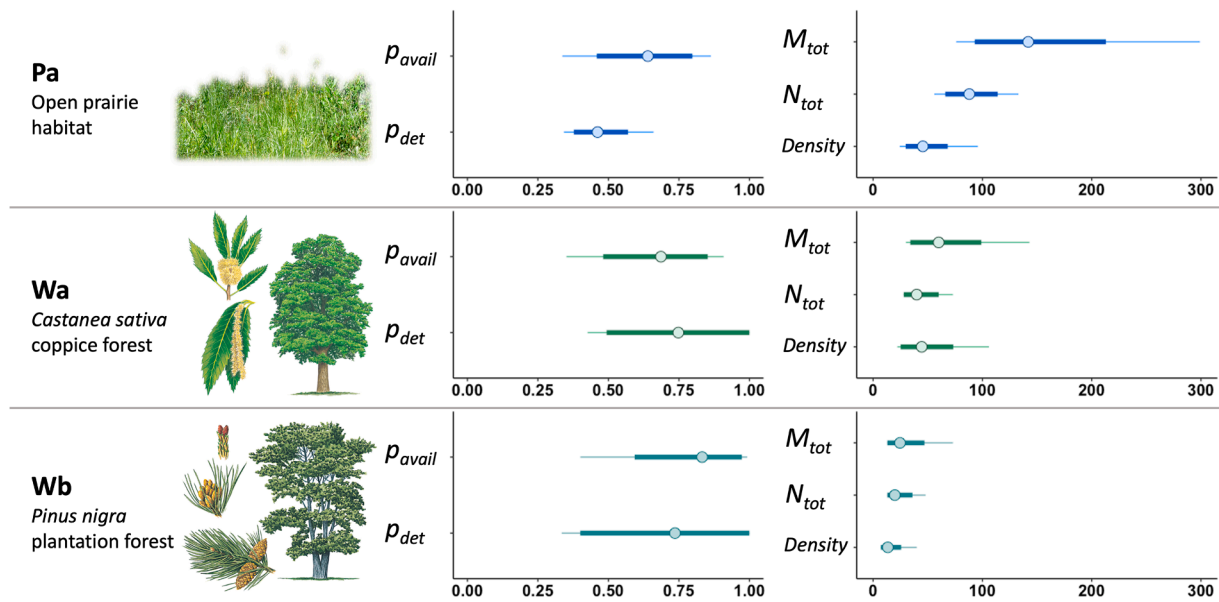 Pa
Open prairie
habitat
p_avail
p_det
0.00 0.25 0.50 0.75 1.00
M_tot
N_tot
Density
0 100 200 300
Wa
Castanea sativa
coppice forest
p_avail
p_det
0.00 0.25 0.50 0.75 1.00
M_tot
N_tot
Density
0 100 200 300
Wb
Pinus nigra
plantation forest
p_avail
p_det
0.00 0.25 0.50 0.75 1.00
M_tot
N_tot
Density
0 100 200 300